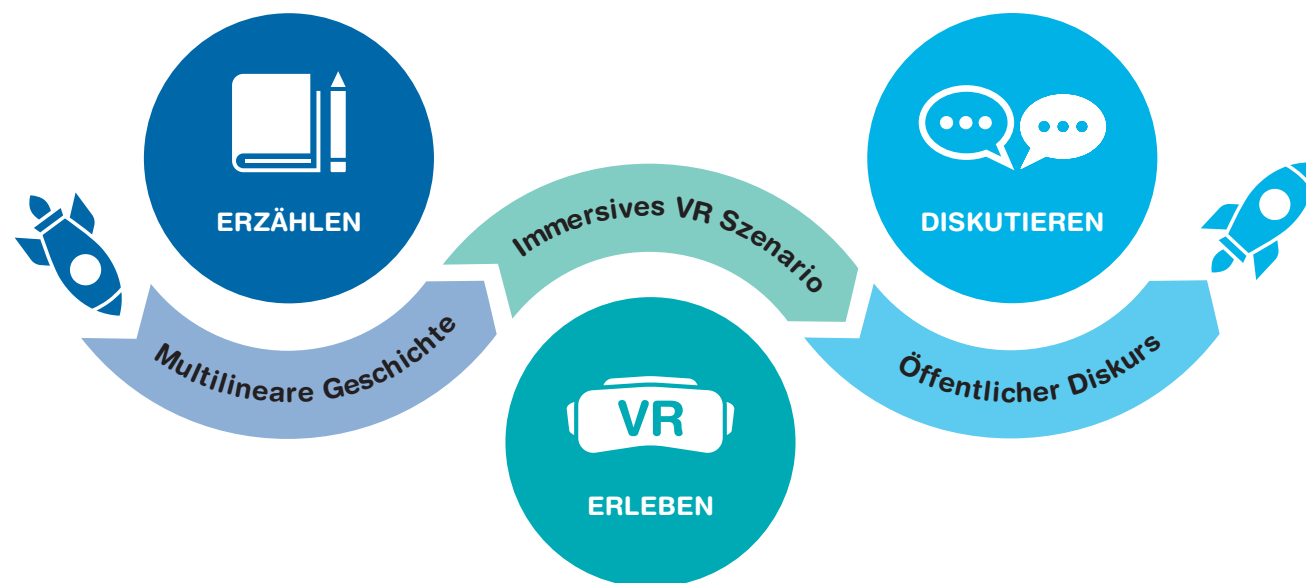 ERZÄHLEN
Multilineare Geschichte
Immersives VR Szenario
VR
ERLEBEN
DISKUTIEREN
Öffentlicher Diskurs